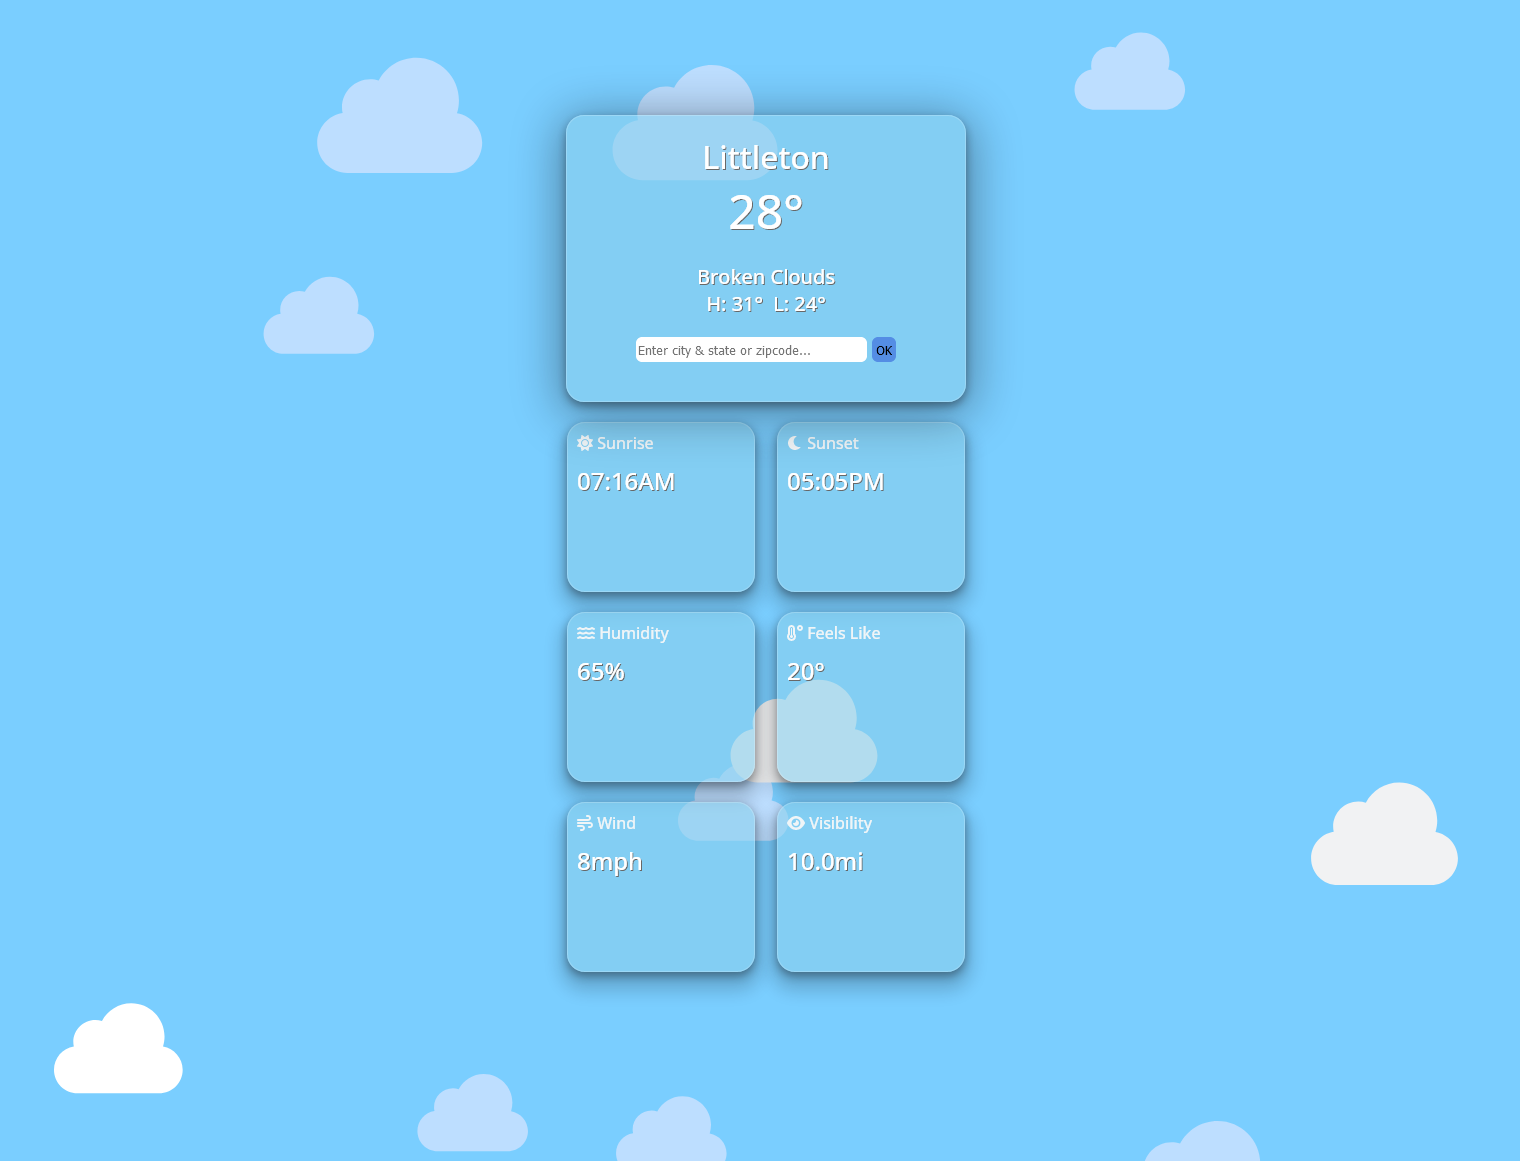 Littleton
28°
Broken Clouds
H: 31° L: 24°
Enter city & state or zipcode...
OK
Sunrise
07:16AM
Sunset
05:05PM
Humidity
65%
Feels Like
20°
Wind
8mph
Visibility
10.0mi